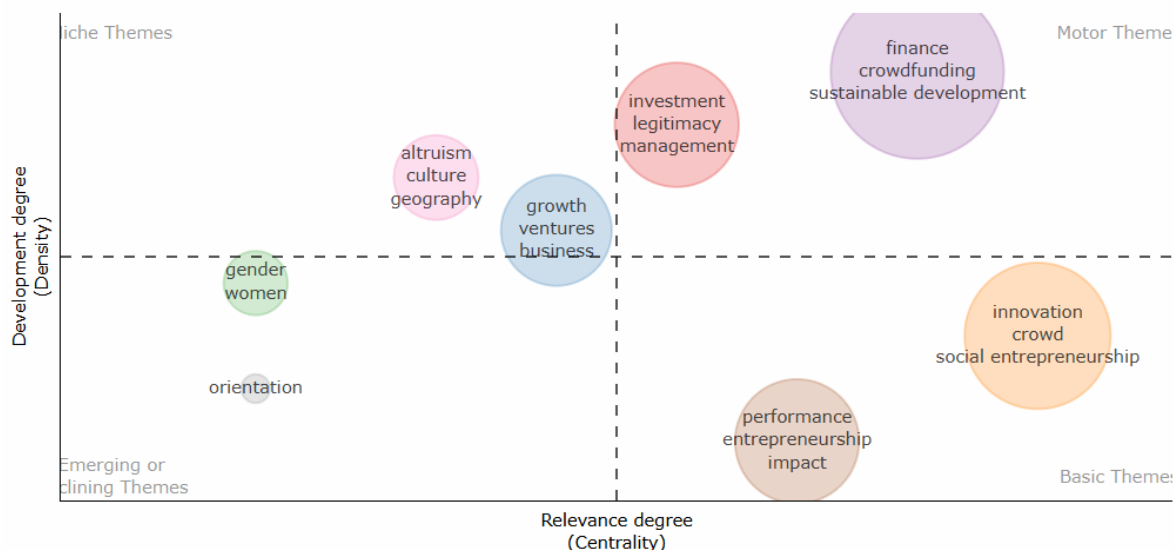 liche Themes
Motor Theme
finance
crowdfunding
sustainable development
investment
legitimacy
management
altruism
culture
geography
growth
ventures
business
gender
women
innovation
crowd
social entrepreneurship
orientation
performance
entrepreneurship
impact
Emerging or
clining Themes
Basic Themes
Development degree
(Density)
Relevance degree
(Centrality)